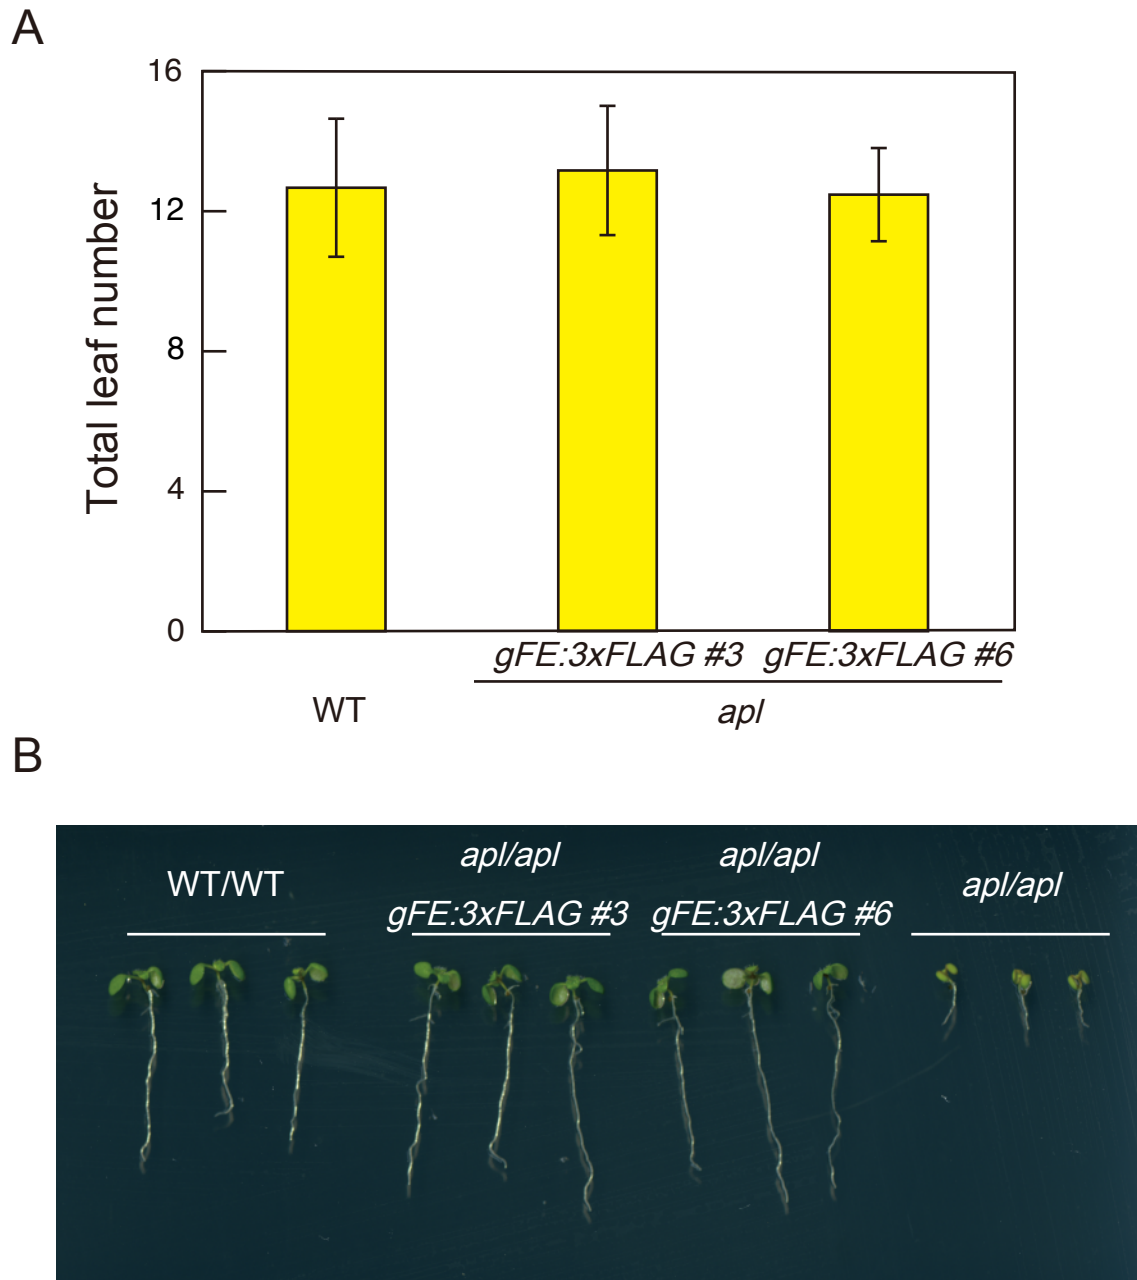 A
16
12
8
4
0
Total leaf number
gFE:3xFLAG #3 gFE:3xFLAG #6
WT
apl
B
WT/WT
apl/apl
gFE:3xFLAG #3
apl/apl
gFE:3xFLAG #6
apl/apl